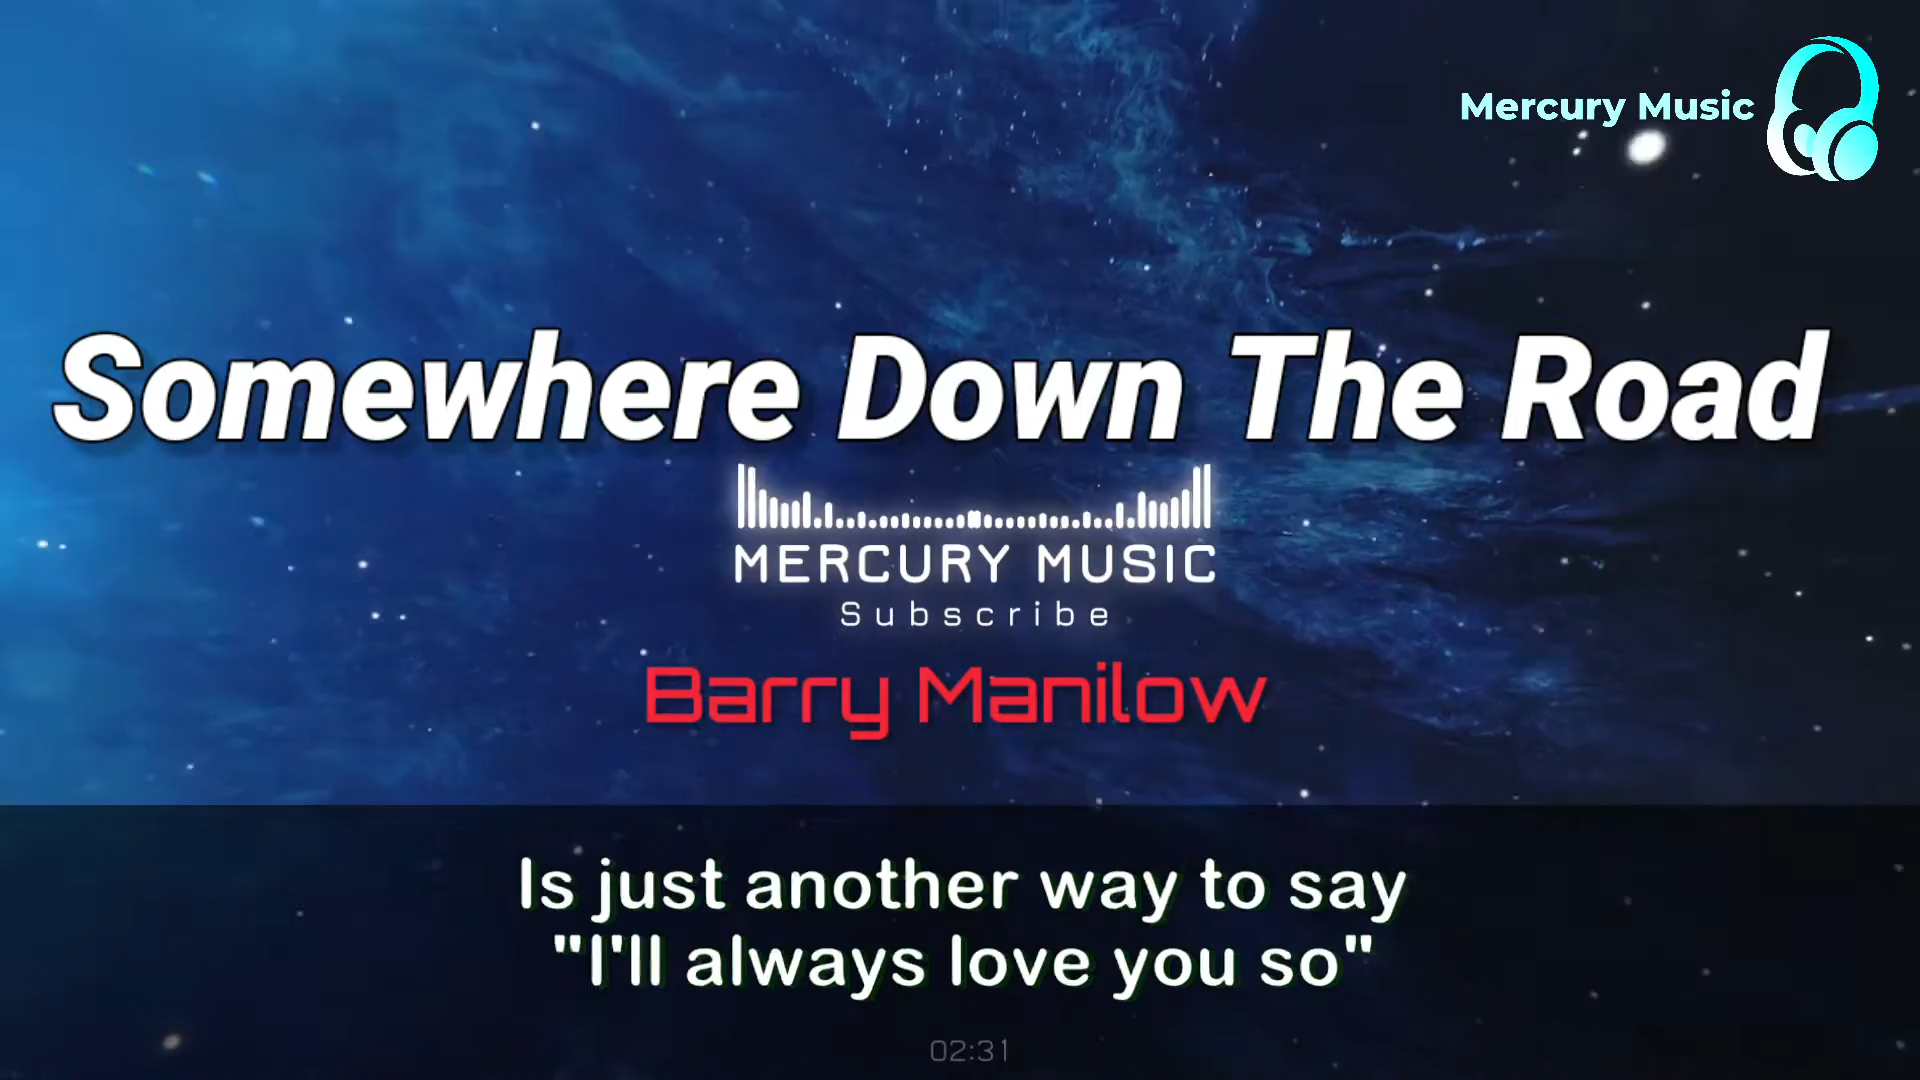 Mercury Music
Somewhere Down The Road
MERCURY MUSIC
Subscribe
Barry Manilow
Is just another way to say
"I'll always love you so"
02:31